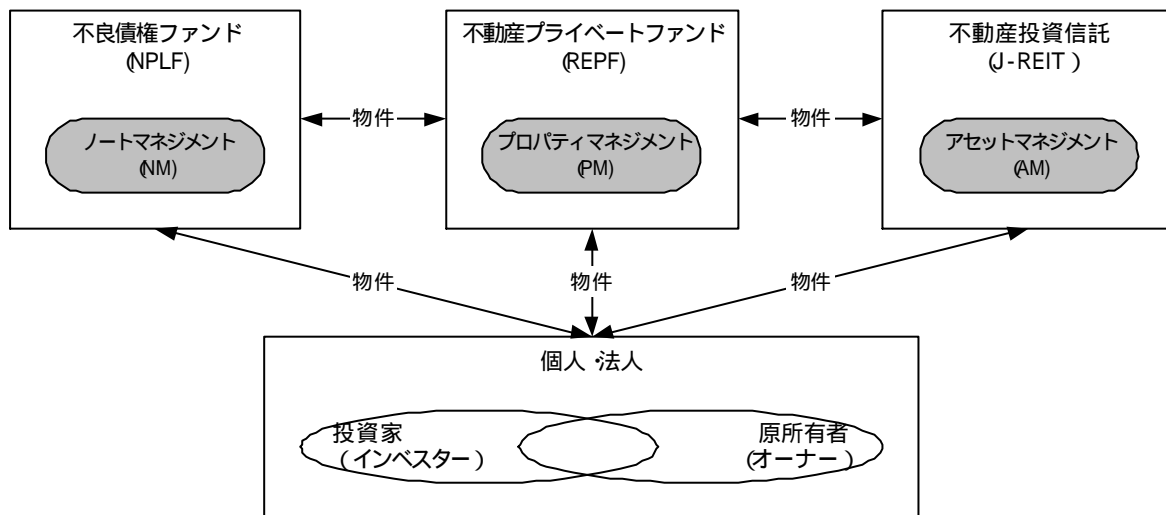 不良債権ファンド
(NPLF)
ノートマネジメント
(NM)
物件
不動産プライベートファンド
(REPF)
プロパティマネジメント
(PM)
物件
不動産投資信託
(J-REIT)
アセットマネジメント
(AM)
物件
物件
物件
個人・法人
投資家
(インベスター)
原所有者
(オーナー)